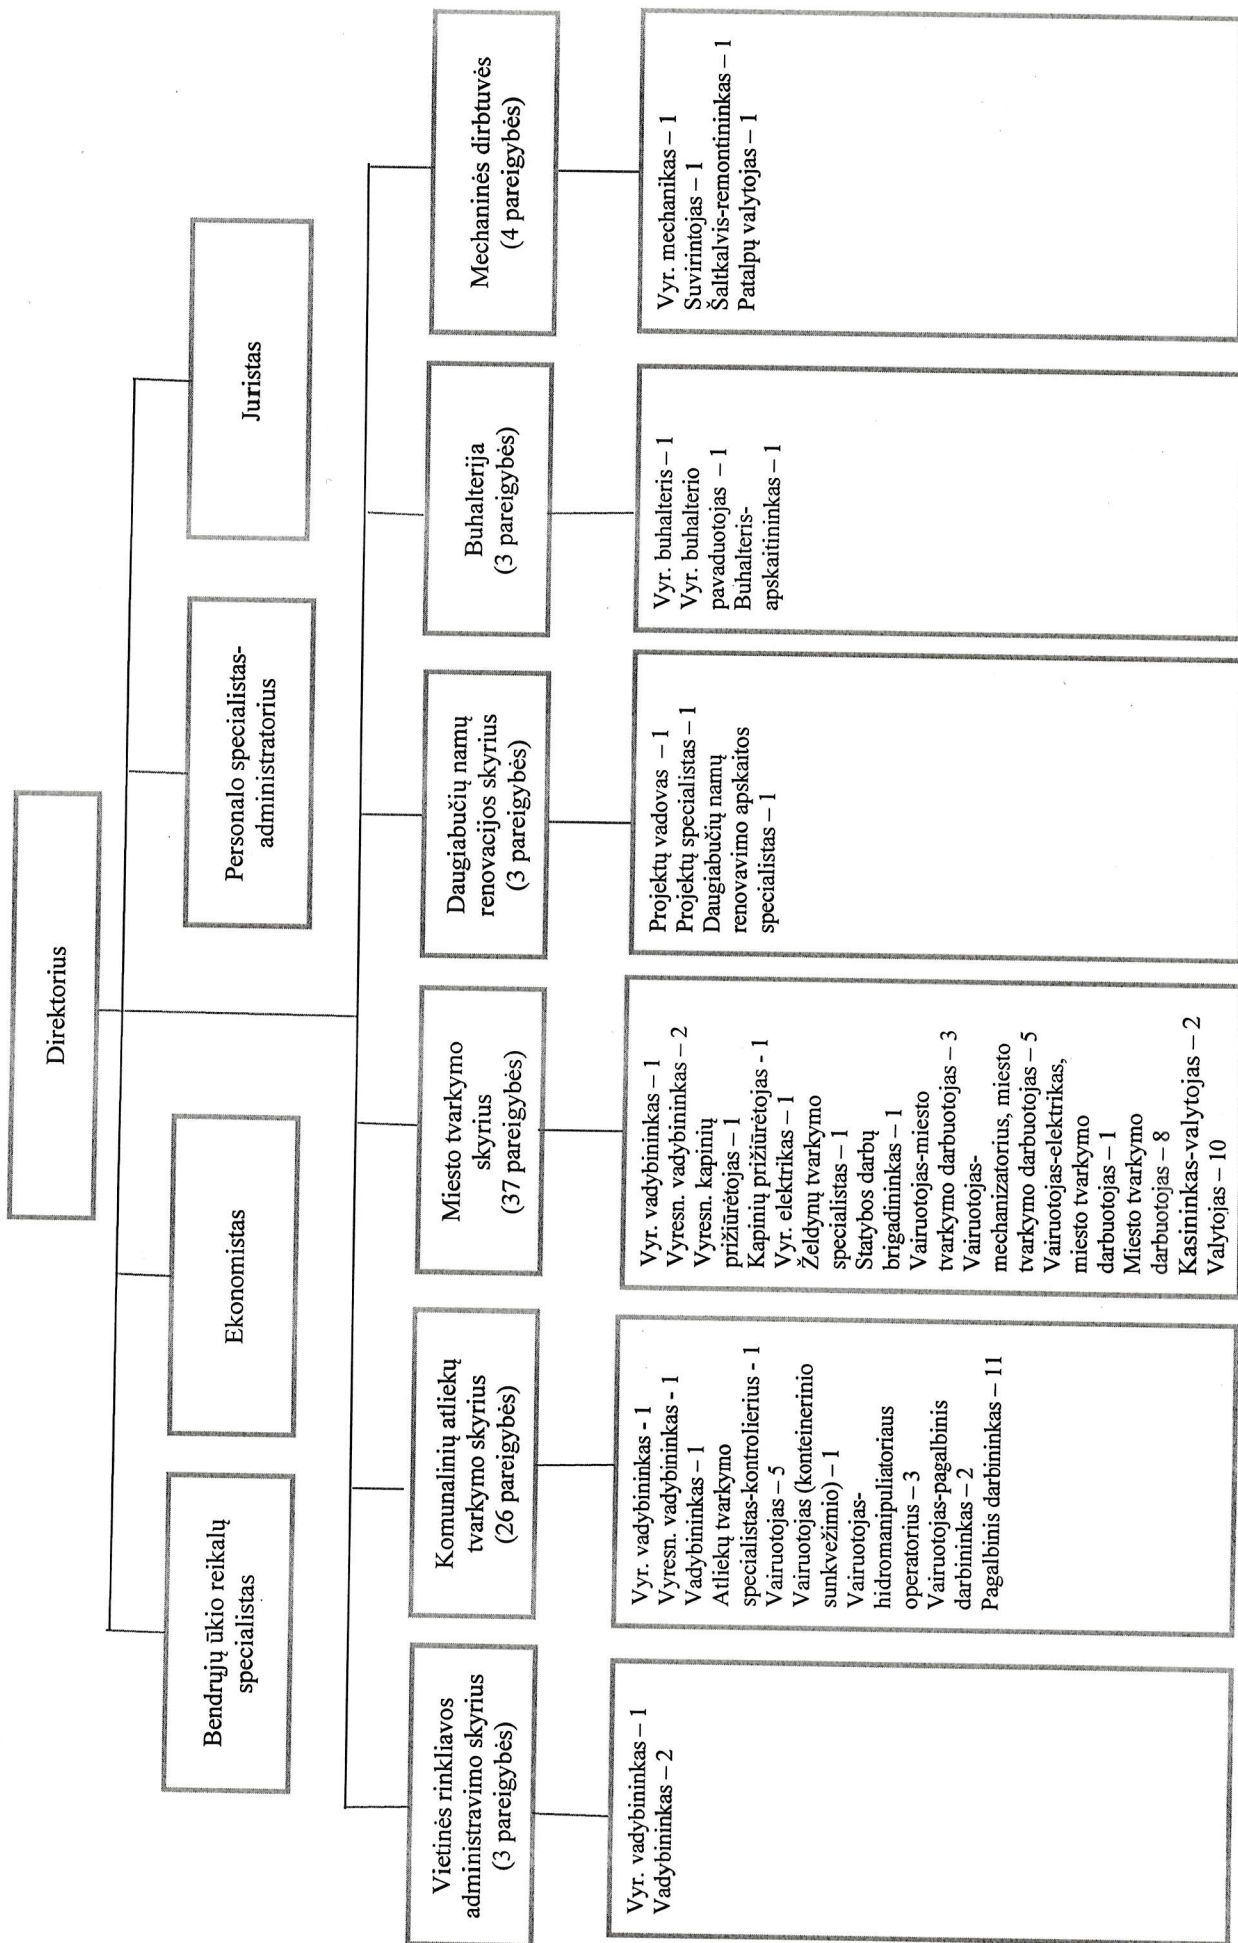 Direktorius
Bendrųjų ūkio reikalų
specialistas
Ekonomistas
Personalo specialistas-
administratorius
Juristas
Vietinės rinkliavos
administravimo skyrius
(3 pareigybės)
Komunalinių atliekų
tvarkymo skyrius
(26 pareigybės)
Miesto tvarkymo
skyrius
(37 pareigybės)
Daugiabučių namų
renovacijos skyrius
(3 pareigybės)
Buhalterija
(3 pareigybės)
Mechaninės dirbtuvės
(4 pareigybės)
Vyr. vadybininkas – 1
Vadybininkas – 2
Vyr. vadybininkas - 1
Vyresn. vadybininkas - 1
Vadybininkas – 1
Atliekų tvarkymo
specialistas-kontrolierius - 1
Vairuotojas – 5
Vairuotojas (konteinerinio
sunkvežimio) – 1
Vairuotojas-
hidromanipuliatoriaus
operatorius – 3
Vairuotojas-pagalbinis
darbininkas – 2
Pagalbinis darbininkas – 11
Vyr. vadybininkas – 1
Vyresn. vadybininkas – 2
Vyresn. kapinių
prižiūrėtojas – 1
Kapinių prižiūrėtojas - 1
Vyr. elektrikas – 1
Želdynų tvarkymo
specialistas – 1
Statybos darbų
brigadininkas – 1
Vairuotojas-miesto
tvarkymo darbuotojas – 3
Vairuotojas-
mechanizatorius, miesto
tvarkymo darbuotojas – 5
Vairuotojas-elektrikas,
miesto tvarkymo
darbuotojas – 1
Miesto tvarkymo
darbuotojas – 8
Kasininkas-valytojas – 2
Valytojas – 10
Projektų vadovas – 1
Projektų specialistas – 1
Daugiabučių namų
renovavimo apskaitos
specialistas – 1
Vyr. buhalteris – 1
Vyr. buhalterio
pavaduotojas – 1
Buhalteris-
apskaitininkas – 1
Vyr. mechanikas – 1
Suvirintojas – 1
Šaltkalvis-remontininkas – 1
Patalpų valytojas – 1